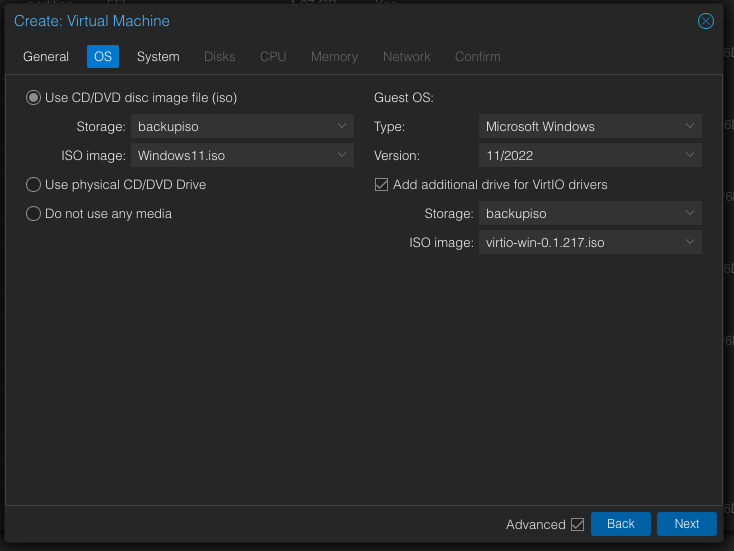 Create: Virtual Machine
General OS System Disks CPU Memory Network Confirm
Use CD/DVD disc image file (iso)
Storage: backupiso
ISO image: Windows11.iso
Use physical CD/DVD Drive
Do not use any media
Guest OS:
Type: Microsoft Windows
Version: 11/2022
Add additional drive for VirtIO drivers
Storage: backupiso
ISO image: virtio-win-0.1.217.iso
Advanced Back Next